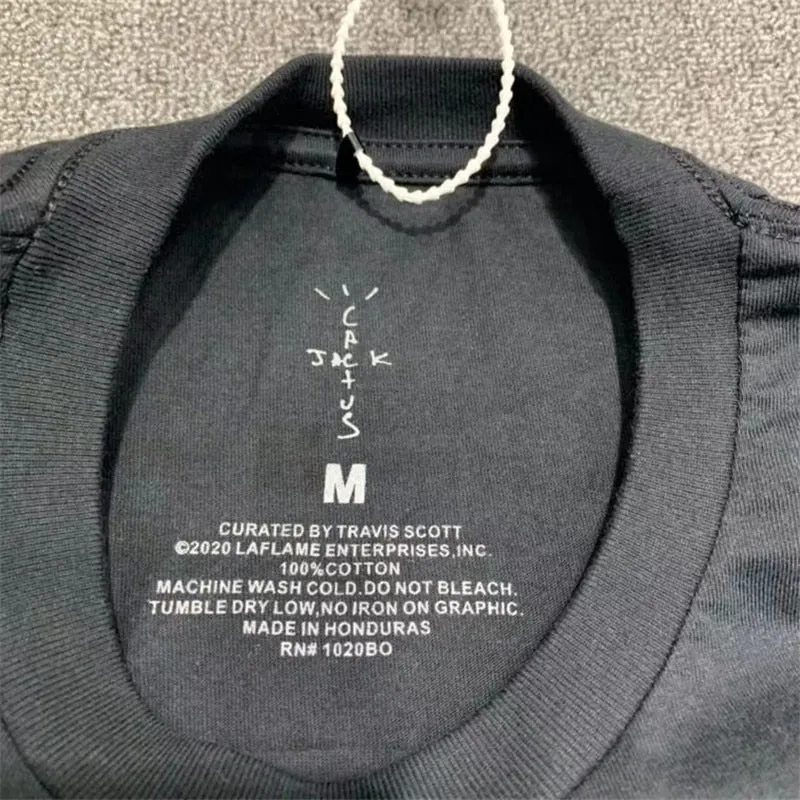 CACTUS
JACK
M
CURATED BY TRAVIS SCOTT
©2020 LAFLAME ENTERPRISES,INC.
100%COTTON
MACHINE WASH COLD.DO NOT BLEACH.
TUMBLE DRY LOW,NO IRON ON GRAPHIC.
MADE IN HONDURAS
RN# 1020BO